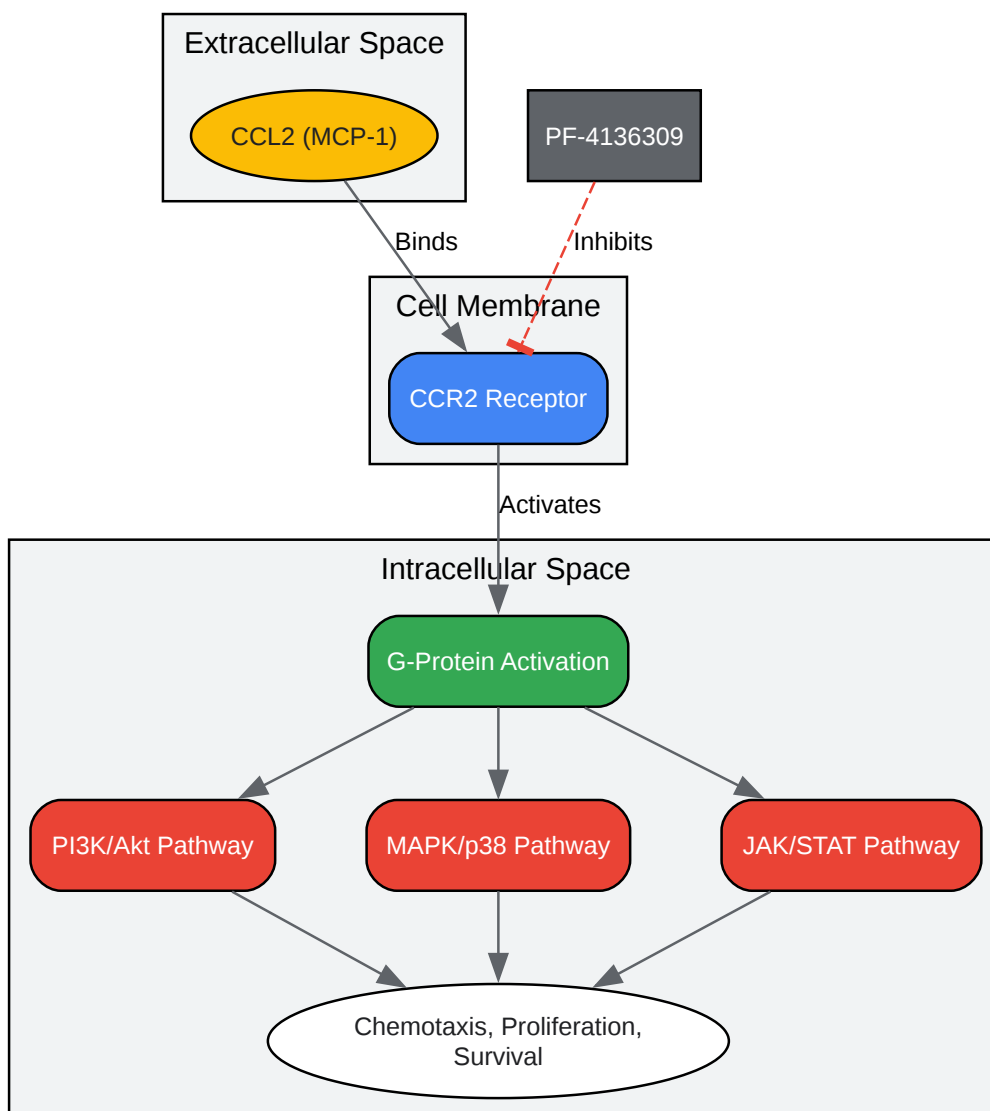 Extracellular Space
CCL2 (MCP-1)
PF-4136309
Binds
Inhibits
Cell Membrane
CCR2 Receptor
Activates
Intracellular Space
G-Protein Activation
PI3K/Akt Pathway
MAPK/p38 Pathway
JAK/STAT Pathway
Chemotaxis, Proliferation,
Survival